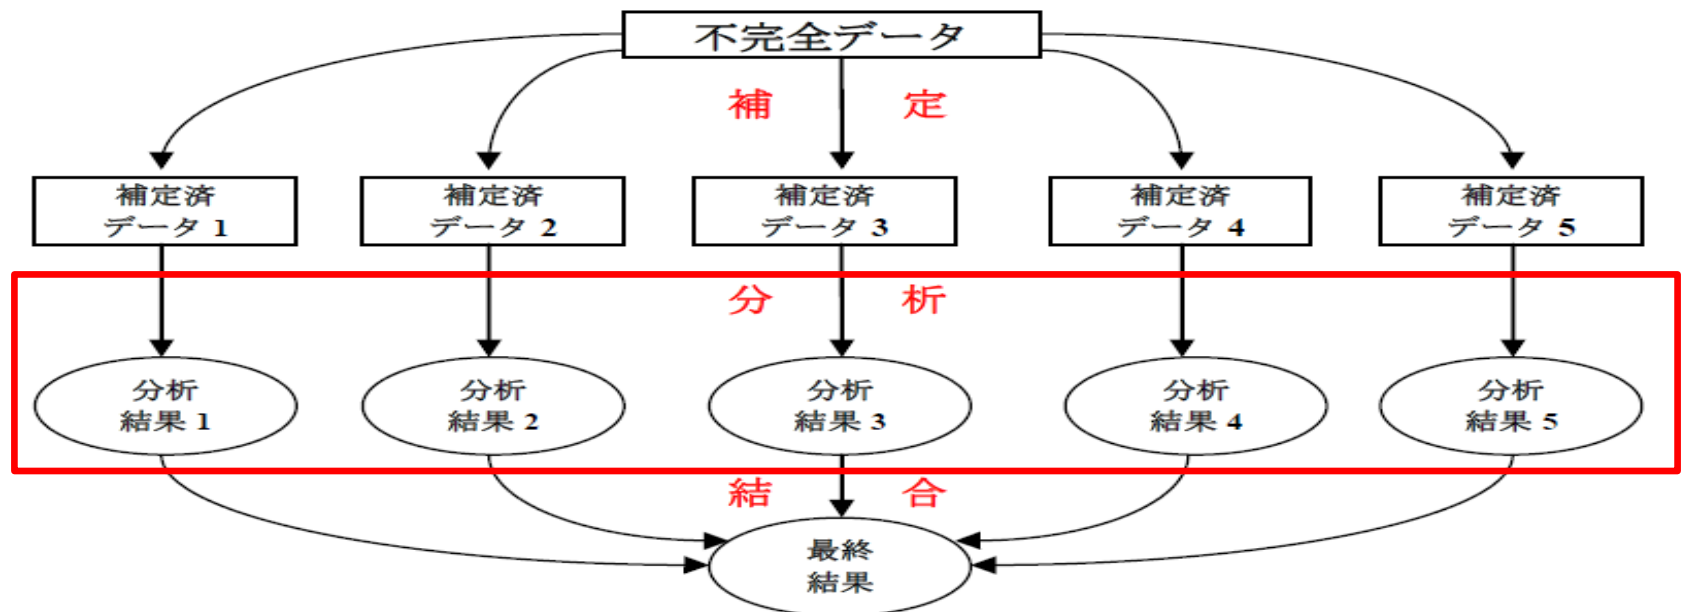 不完全データ
補 定
補定済
データ 1
補定済
データ 2
補定済
データ 3
補定済
データ 4
補定済
データ 5
分 析
分析
結果 1
分析
結果 2
分析
結果 3
分析
結果 4
分析
結果 5
結 合
最終
結果